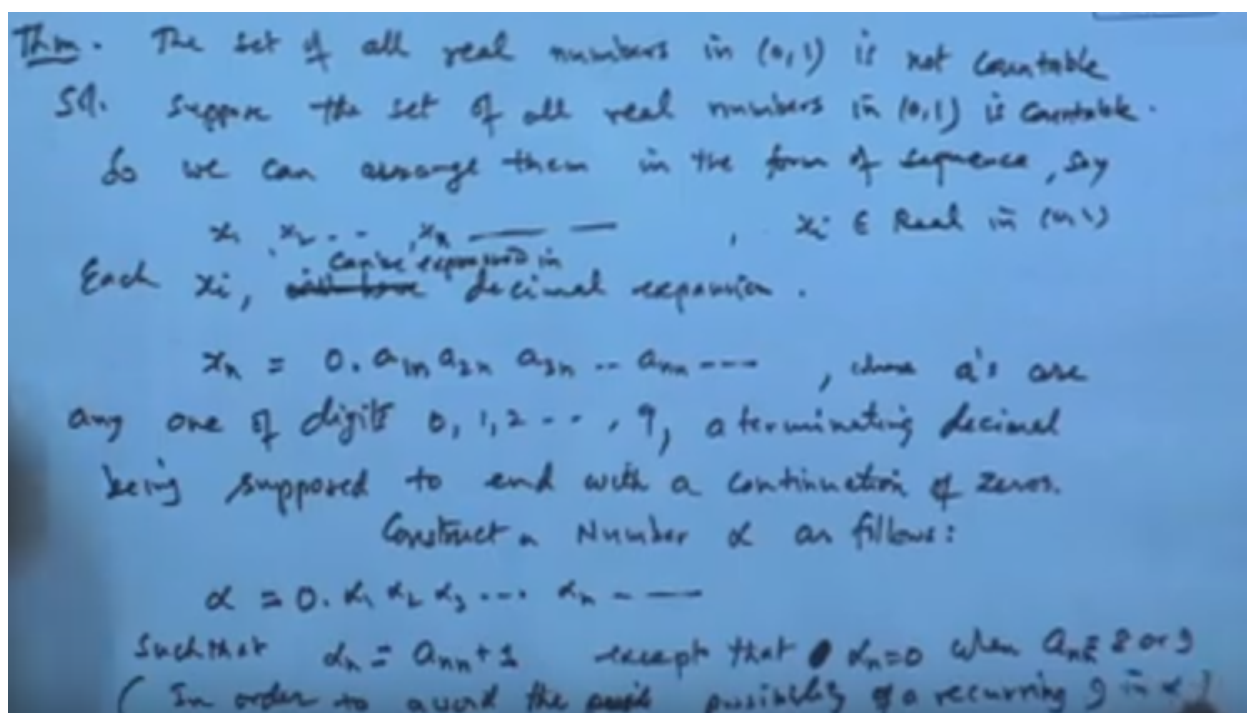 Thm. The set of all real numbers in (0,1) is not countable
Sol. Suppose the set of all real numbers in (0,1) is countable.
So we can arrange them in the form of sequence, say
x₁, x₂ - - , xₙ — — , xᵢ ∈ Real in (0,1)
can be expressed in
Each xᵢ, decimal expansion.
xₙ = 0. a₁ₙ a₂ₙ a₃ₙ -- aₙₙ --- , where a's are
any one of digits 0, 1, 2 - - - , 9, a terminating decimal
being supposed to end with a continuation of zeros.
Construct a Number α as follows:
α = 0. α₁ α₂ α₃ ... αₙ - —
Such that αₙ = aₙₙ + 1 except that αₙ = 0 when aₙₙ = 8 or 9
( In order to avoid the possibility of a recurring 9 in α )